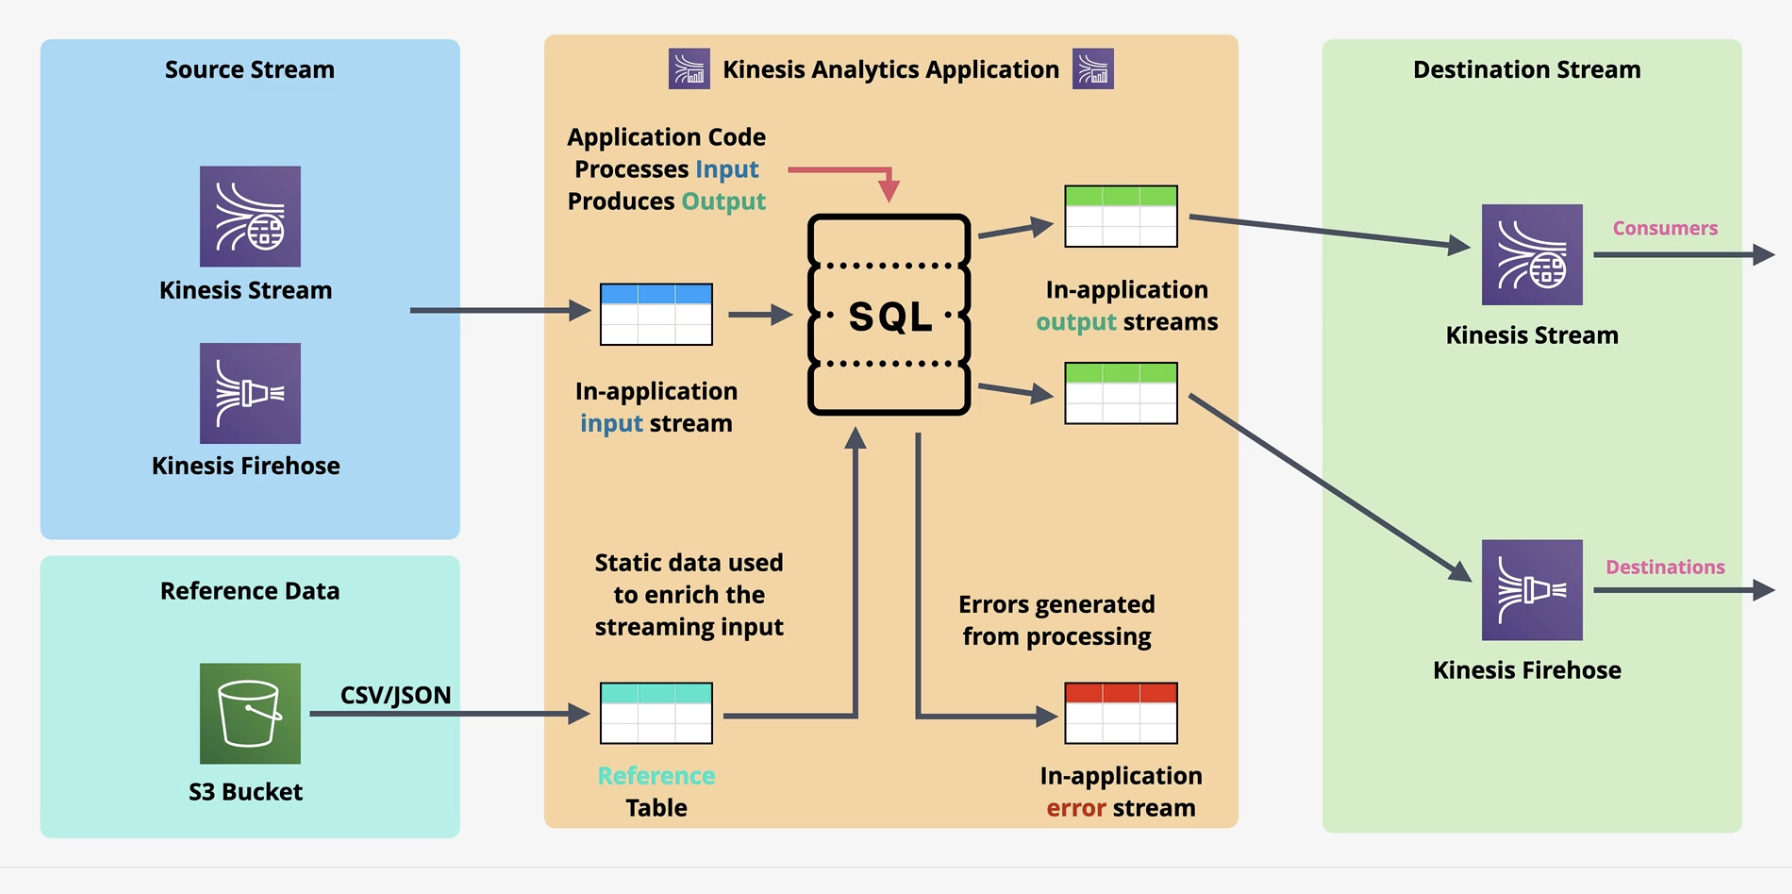 Source Stream
Kinesis Stream
Kinesis Firehose
Reference Data
CSV/JSON
S3 Bucket
Kinesis Analytics Application
Application Code
Processes Input
Produces Output
In-application
input stream
SQL
In-application
output streams
Static data used
to enrich the
streaming input
Errors generated
from processing
Reference
Table
In-application
error stream
Destination Stream
Consumers
Kinesis Stream
Destinations
Kinesis Firehose